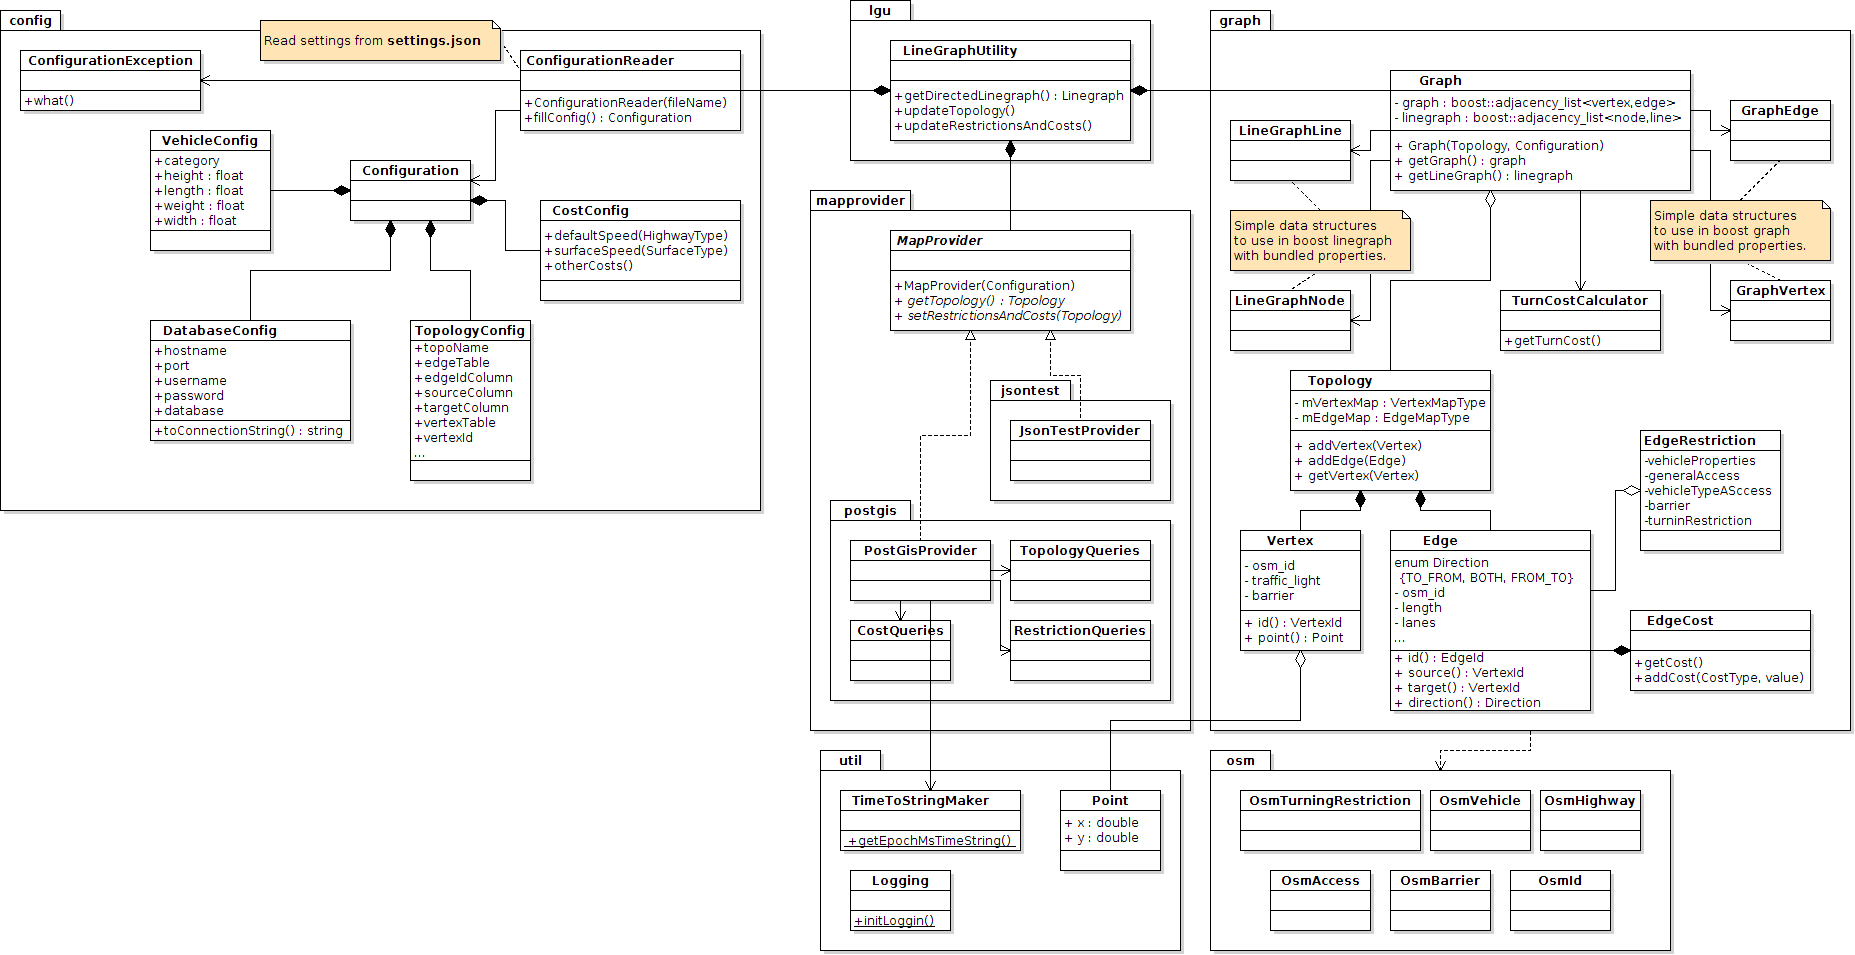 config
Read settings from settings.json
ConfigurationException
+what()
ConfigurationReader
+ConfigurationReader(fileName)
+fillConfig() : Configuration
VehicleConfig
+category
+height : float
+length : float
+weight : float
+width : float
Configuration
CostConfig
+defaultSpeed(HighwayType)
+surfaceSpeed(SurfaceType)
+otherCosts()
DatabaseConfig
+hostname
+port
+username
+password
+database
+toConnectionString() : string
TopologyConfig
+topoName
+edgeTable
+edgeIdColumn
+sourceColumn
+targetColumn
+vertexTable
+vertexId
...
lgu
LineGraphUtility
+getDirectedLinegraph() : Linegraph
+updateTopology()
+updateRestrictionsAndCosts()
mapprovider
MapProvider
+MapProvider(Configuration)
+ getTopology() : Topology
+ setRestrictionsAndCosts(Topology)
jsontest
JsonTestProvider
postgis
PostGisProvider
TopologyQueries
CostQueries
RestrictionQueries
util
TimeToStringMaker
+getEpochMsTimeString()
Point
+ x : double
+ y : double
Logging
+initLoggin()
graph
Graph
- graph : boost::adjacency_list<vertex,edge>
- linegraph : boost::adjacency_list<node,line>
+ Graph(Topology, Configuration)
+ getGraph() : graph
+ getLineGraph() : linegraph
LineGraphLine
GraphEdge
Simple data structures
to use in boost linegraph
with bundled properties.
Simple data structures
to use in boost graph
with bundled properties.
LineGraphNode
TurnCostCalculator
+getTurnCost()
GraphVertex
Topology
- mVertexMap : VertexMapType
- mEdgeMap : EdgeMapType
+ addVertex(Vertex)
+ addEdge(Edge)
+ getVertex(Vertex)
EdgeRestriction
-vehicleProperties
-generalAccess
-vehicleTypeASccess
-barrier
-turninRestriction
Vertex
- osm_id
- traffic_light
- barrier
+ id() : VertexId
+ point() : Point
Edge
enum Direction
{TO_FROM, BOTH, FROM_TO}
- osm_id
- length
- lanes
...
+ id() : EdgeId
+ source() : VertexId
+ target() : VertexId
+ direction() : Direction
EdgeCost
+getCost()
+addCost(CostType, value)
osm
OsmTurningRestriction
OsmVehicle
OsmHighway
OsmAccess
OsmBarrier
OsmId